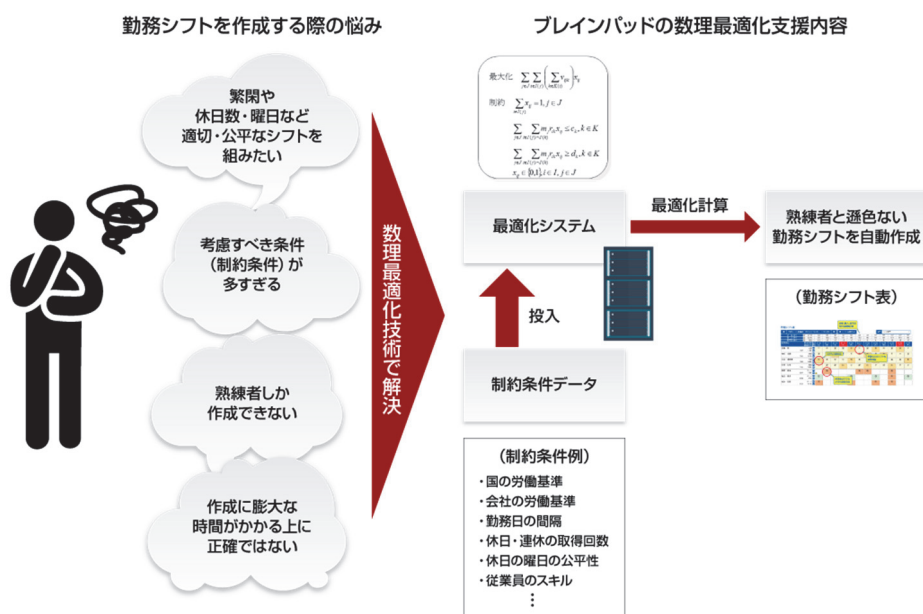 勤務シフトを作成する際の悩み
繁閑や
休日数・曜日など
適切・公平なシフトを
組みたい
考慮すべき条件
（制約条件）が
多すぎる
熟練者しか
作成できない
作成に膨大な
時間がかかる上に
正確ではない
数理最適化技術で解決
ブレインパッドの数理最適化支援内容
最大化
制約
最適化システム
最適化計算
熟練者と遜色ない
勤務シフトを自動作成
投入
制約条件データ
（制約条件例）
・国の労働基準
・会社の労働基準
・勤務日の間隔
・休日・連休の取得回数
・休日の曜日の公平性
・従業員のスキル
⋮
（勤務シフト表）